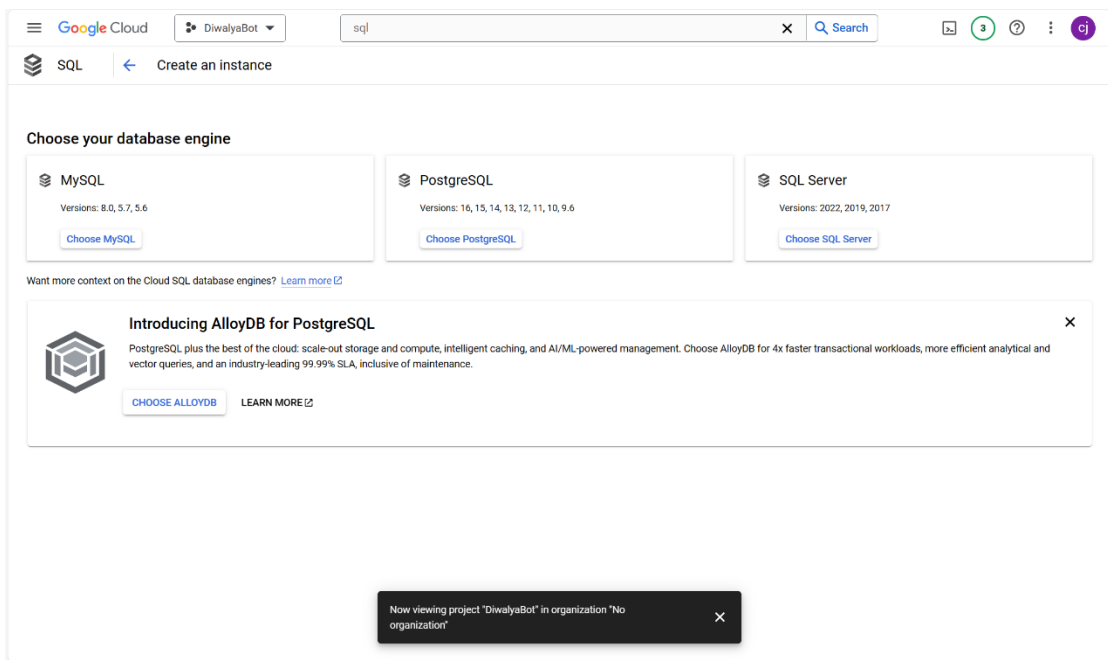 Google Cloud
DiwalyaBot
sql
Search
3
cj
SQL
Create an instance
Choose your database engine
MySQL
Versions: 8.0, 5.7, 5.6
Choose MySQL
PostgreSQL
Versions: 16, 15, 14, 13, 12, 11, 10, 9.6
Choose PostgreSQL
SQL Server
Versions: 2022, 2019, 2017
Choose SQL Server
Want more context on the Cloud SQL database engines? Learn more
Introducing AlloyDB for PostgreSQL
PostgreSQL plus the best of the cloud: scale-out storage and compute, intelligent caching, and AI/ML-powered management. Choose AlloyDB for 4x faster transactional workloads, more efficient analytical and
vector queries, and an industry-leading 99.99% SLA, inclusive of maintenance.
CHOOSE ALLOYDB
LEARN MORE
Now viewing project "DiwalyaBot" in organization "No
organization"